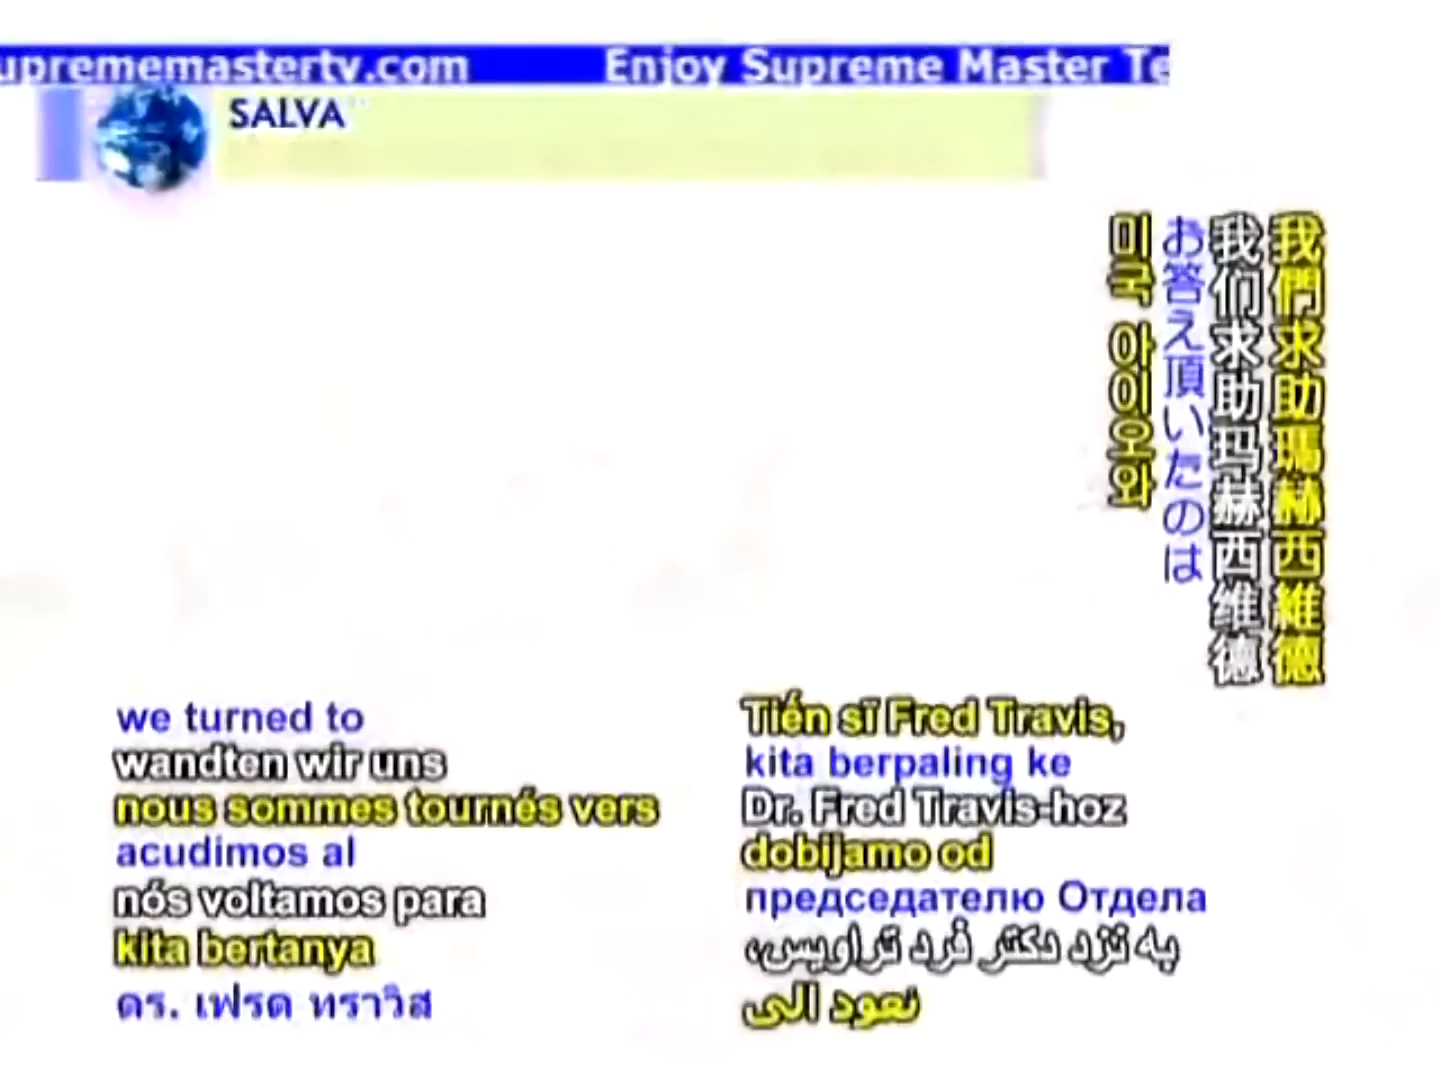 uprememastertv.com Enjoy Supreme Master Te
SALVA
我們求助瑪赫西維德
我们求助玛赫西维德
お答え頂いたのは
미국 아이오와
we turned to
wandten wir uns
nous sommes tournés vers
acudimos al
nós voltamos para
kita bertanya
ดร. เฟรด ทราวิส
Tiến sĩ Fred Travis,
kita berpaling ke
Dr. Fred Travis-hoz
dobijamo od
председателю Отдела
به نزد دکتر فرد تراویس،
نعود الى